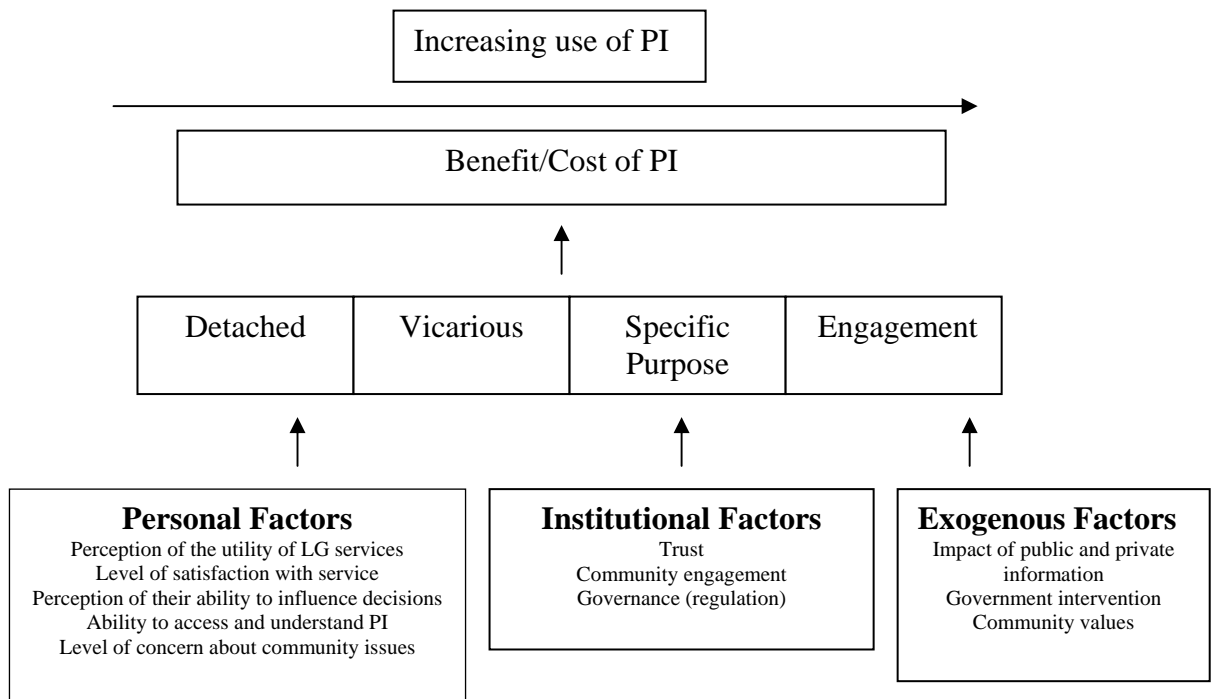 Increasing use of PI
Benefit/Cost of PI
Detached
Vicarious
Specific
Purpose
Engagement
Personal Factors
Perception of the utility of LG services
Level of satisfaction with service
Perception of their ability to influence decisions
Ability to access and understand PI
Level of concern about community issues
Institutional Factors
Trust
Community engagement
Governance (regulation)
Exogenous Factors
Impact of public and private
information
Government intervention
Community values